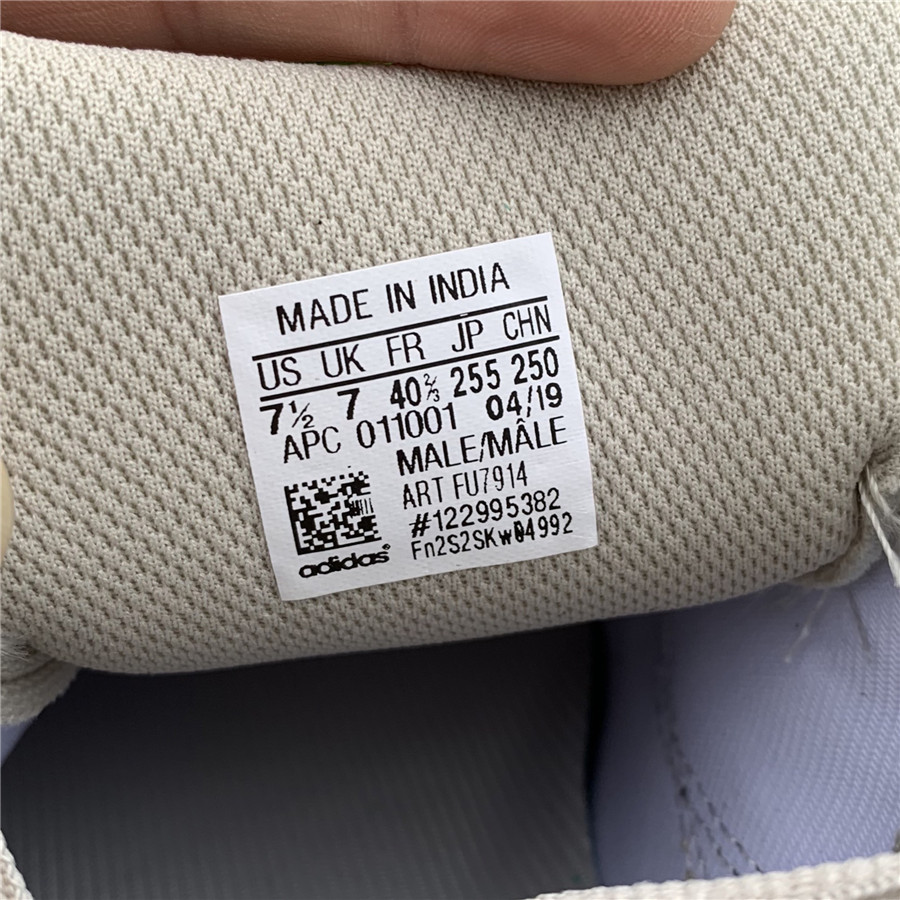 MADE IN INDIA
US UK FR JP CHN
7½ 7 40⅔ 255 250
APC 011001 04/19
MALE/MÂLE
ART FU7914
#122995382
Fn2S2SKw04992
adidas®